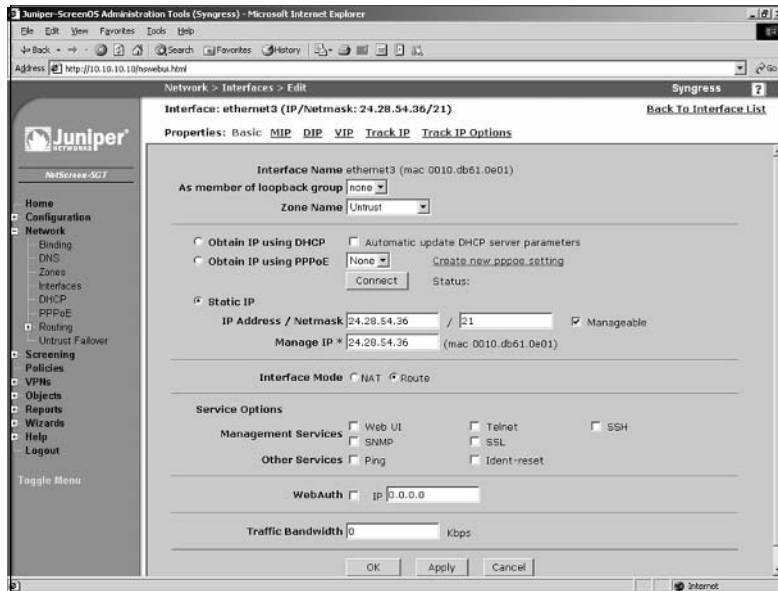 Juniper-ScreenOS Administration Tools (Syngress) - Microsoft Internet Explorer
File Edit View Favorites Tools Help
Back Search Favorites History
Address http://10.10.10.10/nswebui.html Go
Network > Interfaces > Edit Syngress ?
Interface: ethernet3 (IP/Netmask: 24.28.54.36/21) Back To Interface List
Properties: Basic MIP DIP VIP Track IP Track IP Options
Juniper
NETWORKS
NetScreen-5GT
Home
Configuration
Network
Binding
DNS
Zones
Interfaces
DHCP
PPPoE
Routing
Untrust Failover
Screening
Policies
VPNs
Objects
Reports
Wizards
Help
Logout
Toggle Menu
Interface Name ethernet3 (mac 0010.db61.0e01)
As member of loopback group none
Zone Name Untrust
Obtain IP using DHCP Automatic update DHCP server parameters
Obtain IP using PPPoE None Create new pppoe setting
Connect Status:
Static IP
IP Address / Netmask 24.28.54.36 / 21 Manageable
Manage IP * 24.28.54.36 (mac 0010.db61.0e01)
Interface Mode NAT Route
Service Options
Management Services Web UI Telnet SSH
SNMP SSL
Other Services Ping Ident-reset
WebAuth IP 0.0.0.0
Traffic Bandwidth 0 Kbps
OK Apply Cancel
Internet